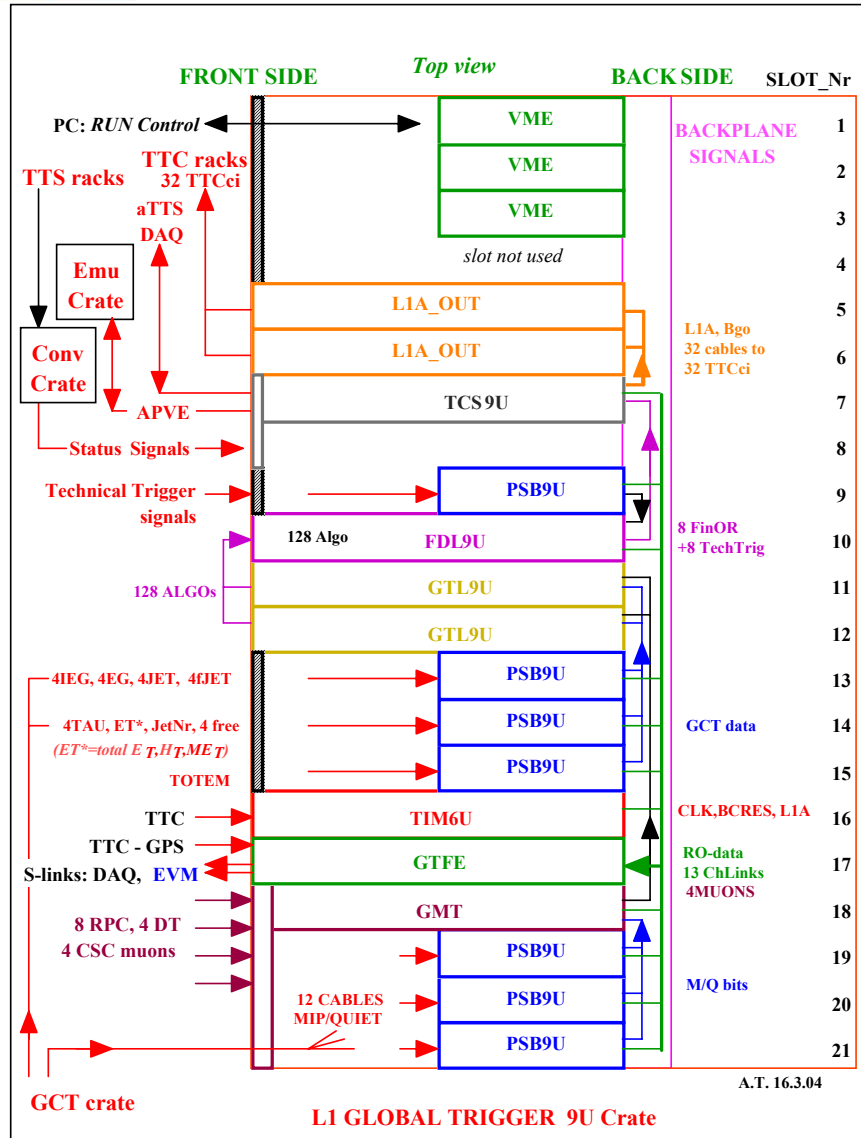 Top view
FRONT SIDE
BACK SIDE
SLOT_Nr
PC: RUN Control
VME
BACKPLANE
SIGNALS
1
TTC racks
32 TTCci
TTS racks
VME
2
aTTS
DAQ
VME
3
slot not used
4
Emu
Crate
L1A_OUT
5
L1A, Bgo
32 cables to
32 TTCci
Conv
Crate
L1A_OUT
6
APVE
TCS 9U
7
Status Signals
8
Technical Trigger
signals
PSB9U
9
128 Algo
FDL9U
8 FinOR
+8 TechTrig
10
128 ALGOs
GTL9U
11
GTL9U
12
4IEG, 4EG, 4JET, 4fJET
PSB9U
13
4TAU, ET*, JetNr, 4 free
(ET*=total ET,HT,MET)
PSB9U
GCT data
14
TOTEM
PSB9U
15
TTC
TIM6U
CLK,BCRES, L1A
16
TTC - GPS
S-links: DAQ, EVM
GTFE
RO-data
13 ChLinks
17
4MUONS
8 RPC, 4 DT
4 CSC muons
GMT
18
PSB9U
19
12 CABLES
MIP/QUIET
PSB9U
M/Q bits
20
PSB9U
21
A.T. 16.3.04
GCT crate
L1 GLOBAL TRIGGER 9U Crate